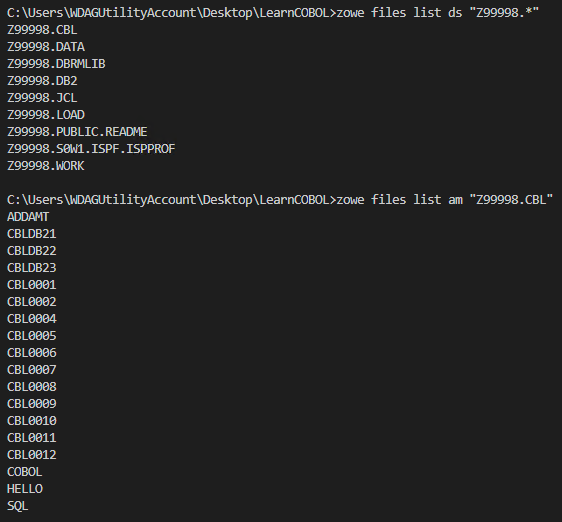 C:\Users\WDAGUtilityAccount\Desktop\LearnCOBOL>zowe files list ds "Z99998.*"
Z99998.CBL
Z99998.DATA
Z99998.DBRMLIB
Z99998.DB2
Z99998.JCL
Z99998.LOAD
Z99998.PUBLIC.README
Z99998.S0W1.ISPF.ISPPROF
Z99998.WORK
C:\Users\WDAGUtilityAccount\Desktop\LearnCOBOL>zowe files list am "Z99998.CBL"
ADDAMT
CBLDB21
CBLDB22
CBLDB23
CBL0001
CBL0002
CBL0004
CBL0005
CBL0006
CBL0007
CBL0008
CBL0009
CBL0010
CBL0011
CBL0012
COBOL
HELLO
SQL